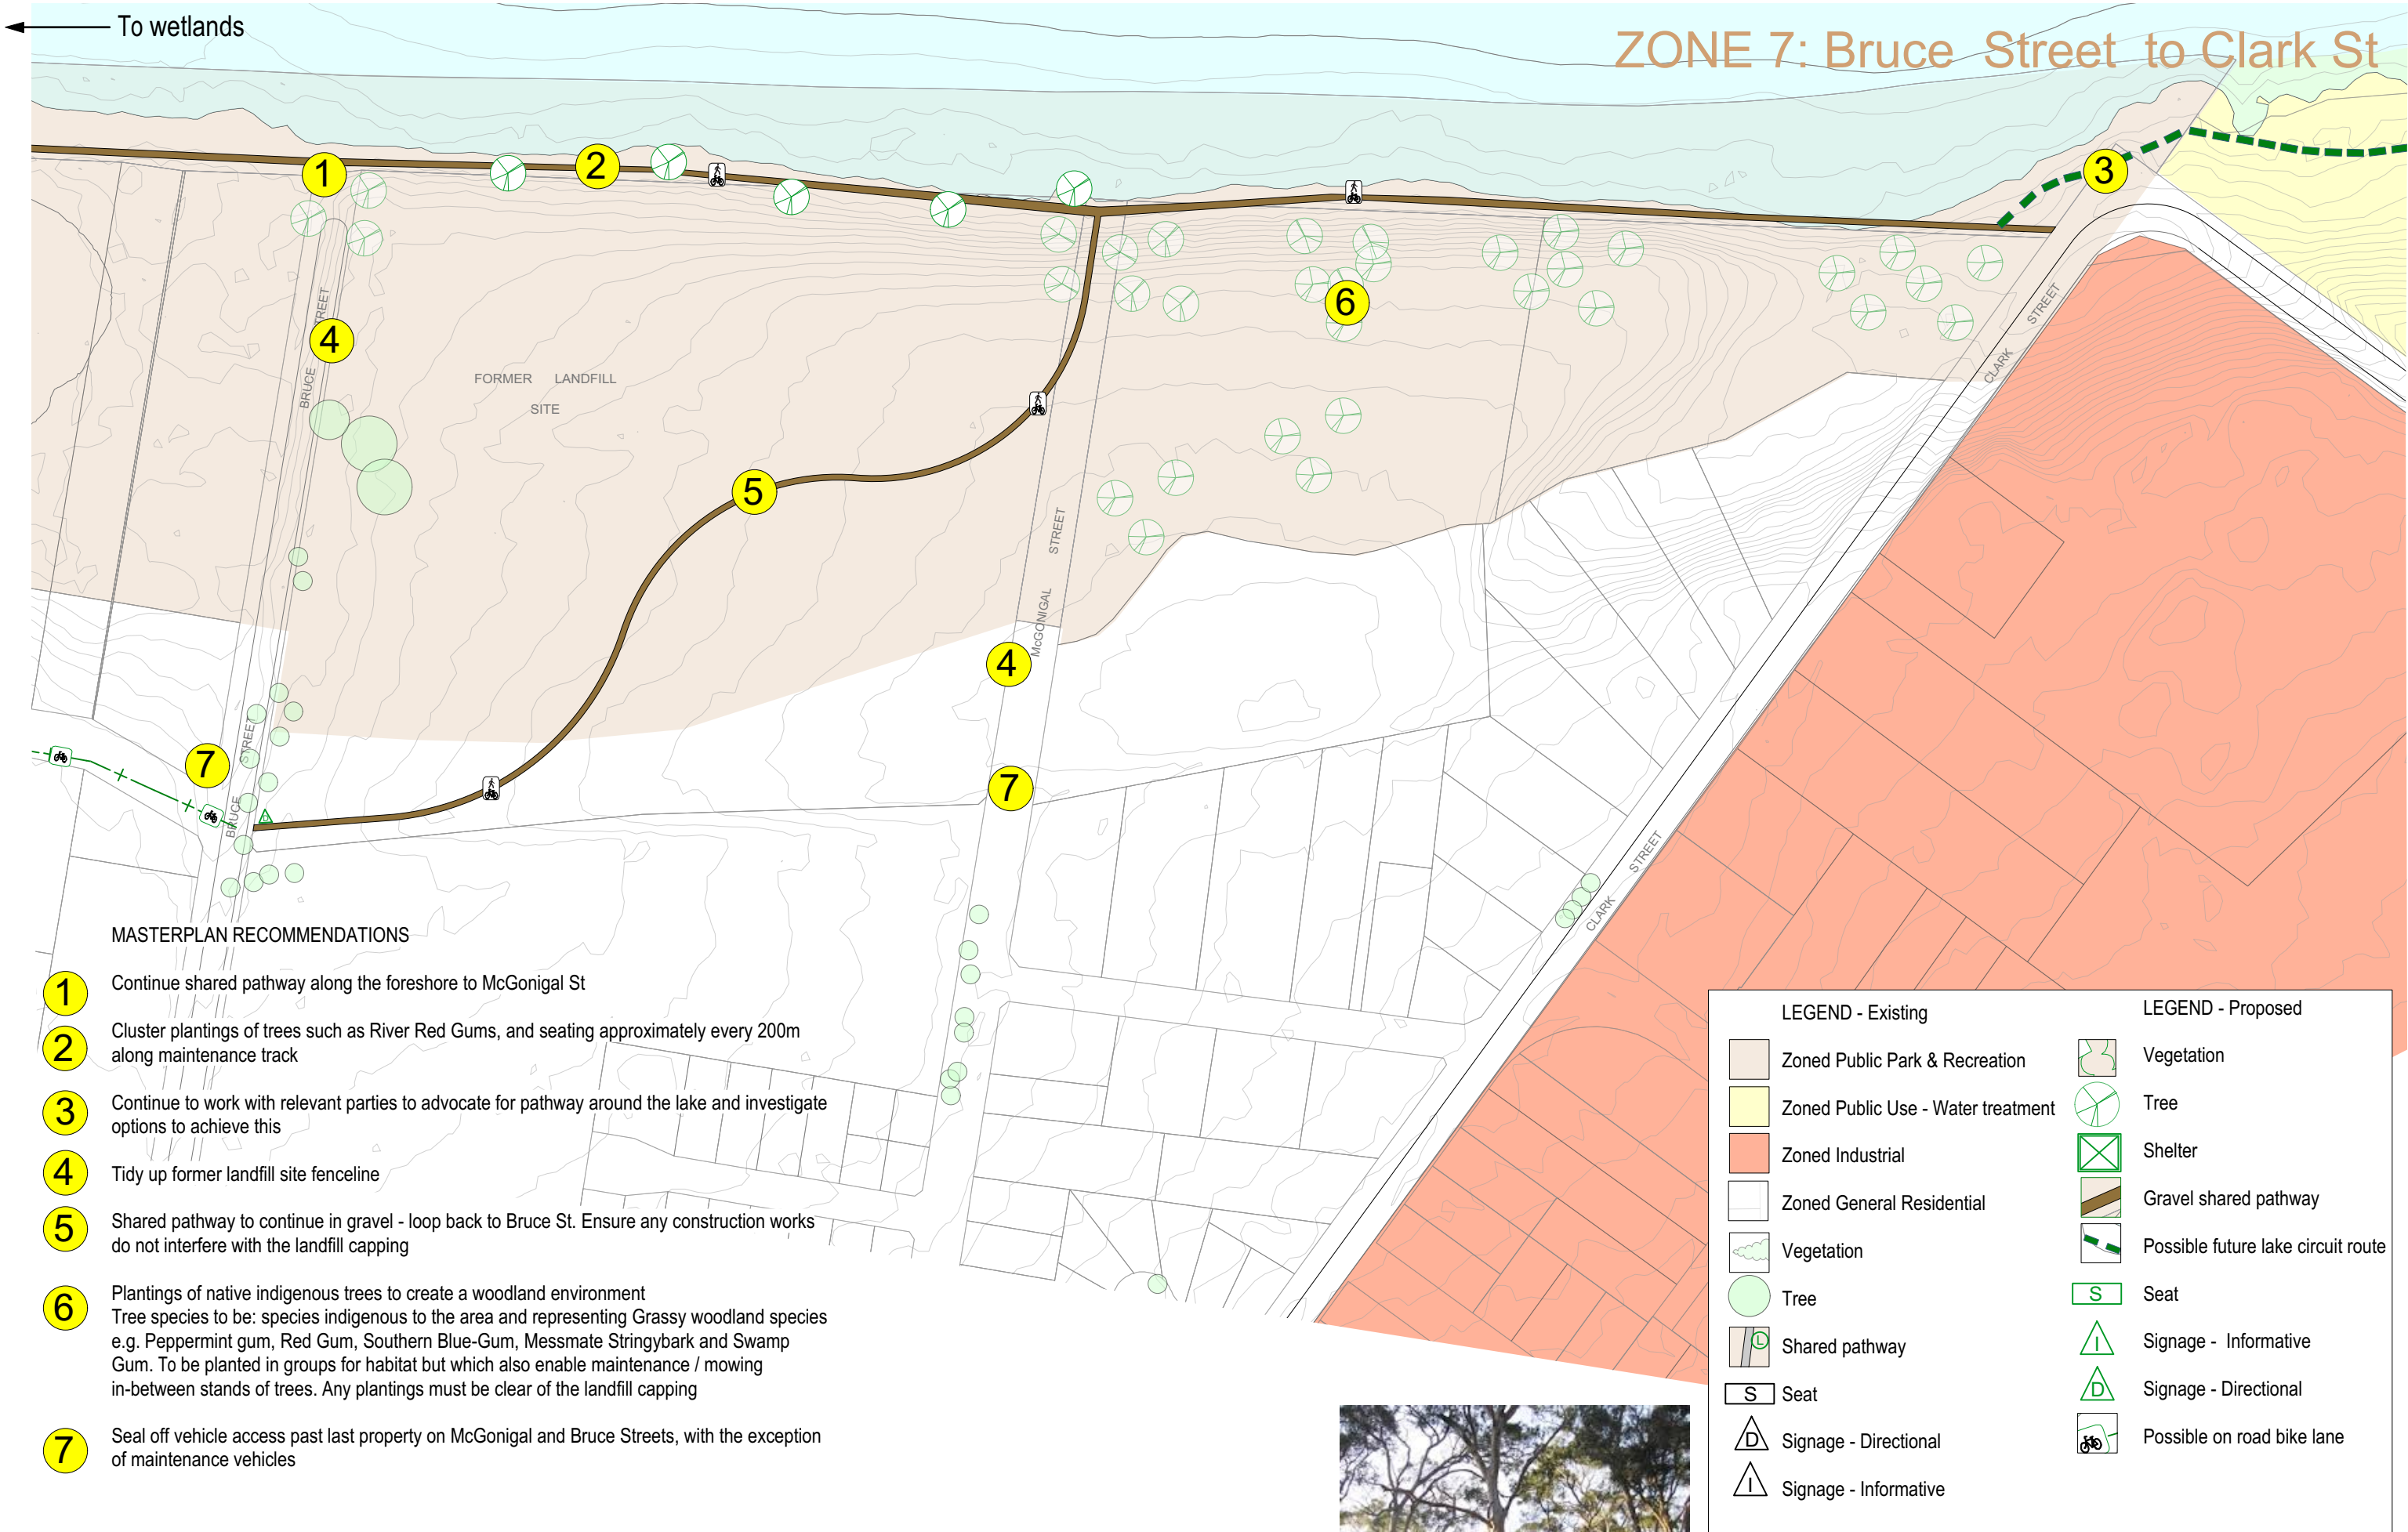 To wetlands
ZONE 7: Bruce Street to Clark St
1
2
3
4
BRUCE STREET
FORMER LANDFILL
SITE
5
6
CLARK STREET
McGONIGAL STREET
4
7
BRUCE STREET
D
7
CLARK STREET
MASTERPLAN RECOMMENDATIONS
1 Continue shared pathway along the foreshore to McGonigal St
2 Cluster plantings of trees such as River Red Gums, and seating approximately every 200m
along maintenance track
3 Continue to work with relevant parties to advocate for pathway around the lake and investigate
options to achieve this
4 Tidy up former landfill site fenceline
5 Shared pathway to continue in gravel - loop back to Bruce St. Ensure any construction works
do not interfere with the landfill capping
6 Plantings of native indigenous trees to create a woodland environment
Tree species to be: species indigenous to the area and representing Grassy woodland species
e.g. Peppermint gum, Red Gum, Southern Blue-Gum, Messmate Stringybark and Swamp
Gum. To be planted in groups for habitat but which also enable maintenance / mowing
in-between stands of trees. Any plantings must be clear of the landfill capping
7 Seal off vehicle access past last property on McGonigal and Bruce Streets, with the exception
of maintenance vehicles
LEGEND - Existing
Zoned Public Park & Recreation
Zoned Public Use - Water treatment
Zoned Industrial
Zoned General Residential
Vegetation
Tree
L Shared pathway
S Seat
D Signage - Directional
I Signage - Informative
LEGEND - Proposed
Vegetation
Tree
Shelter
Gravel shared pathway
Possible future lake circuit route
S Seat
I Signage - Informative
D Signage - Directional
Possible on road bike lane